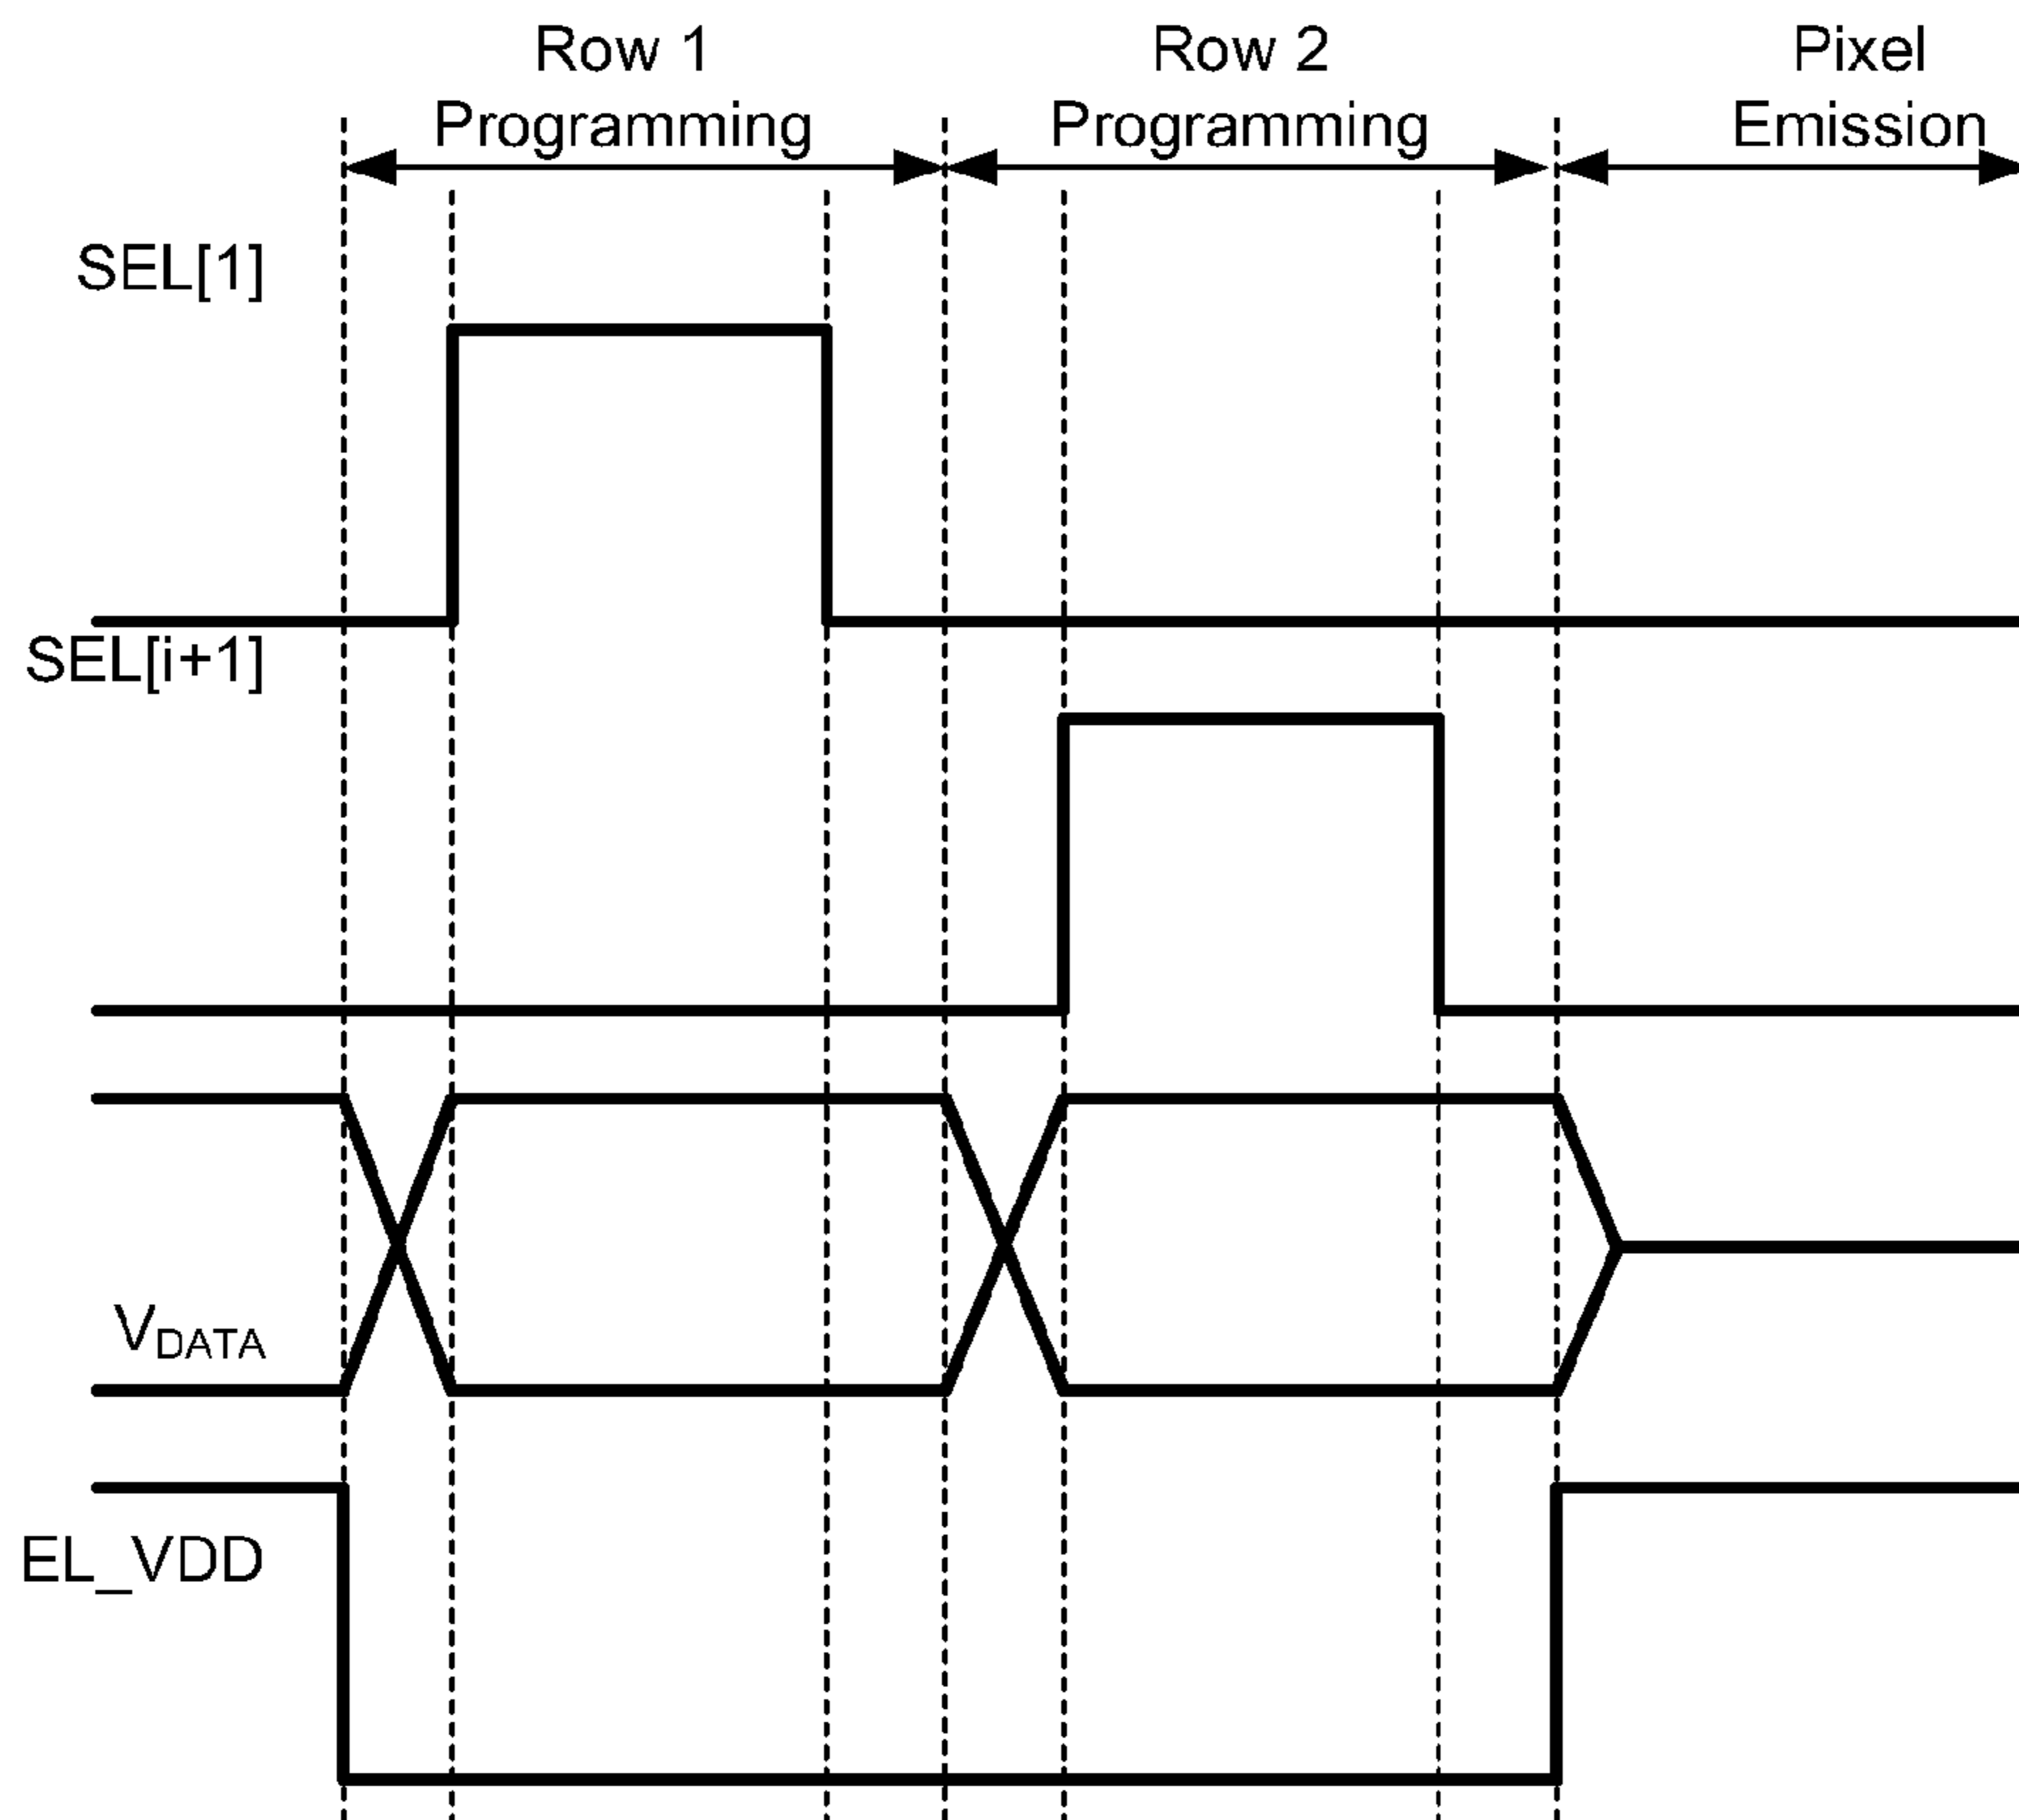 Row 1
Programming
Row 2
Programming
Pixel
Emission
SEL[1]
SEL[i+1]
VDATA
EL_VDD